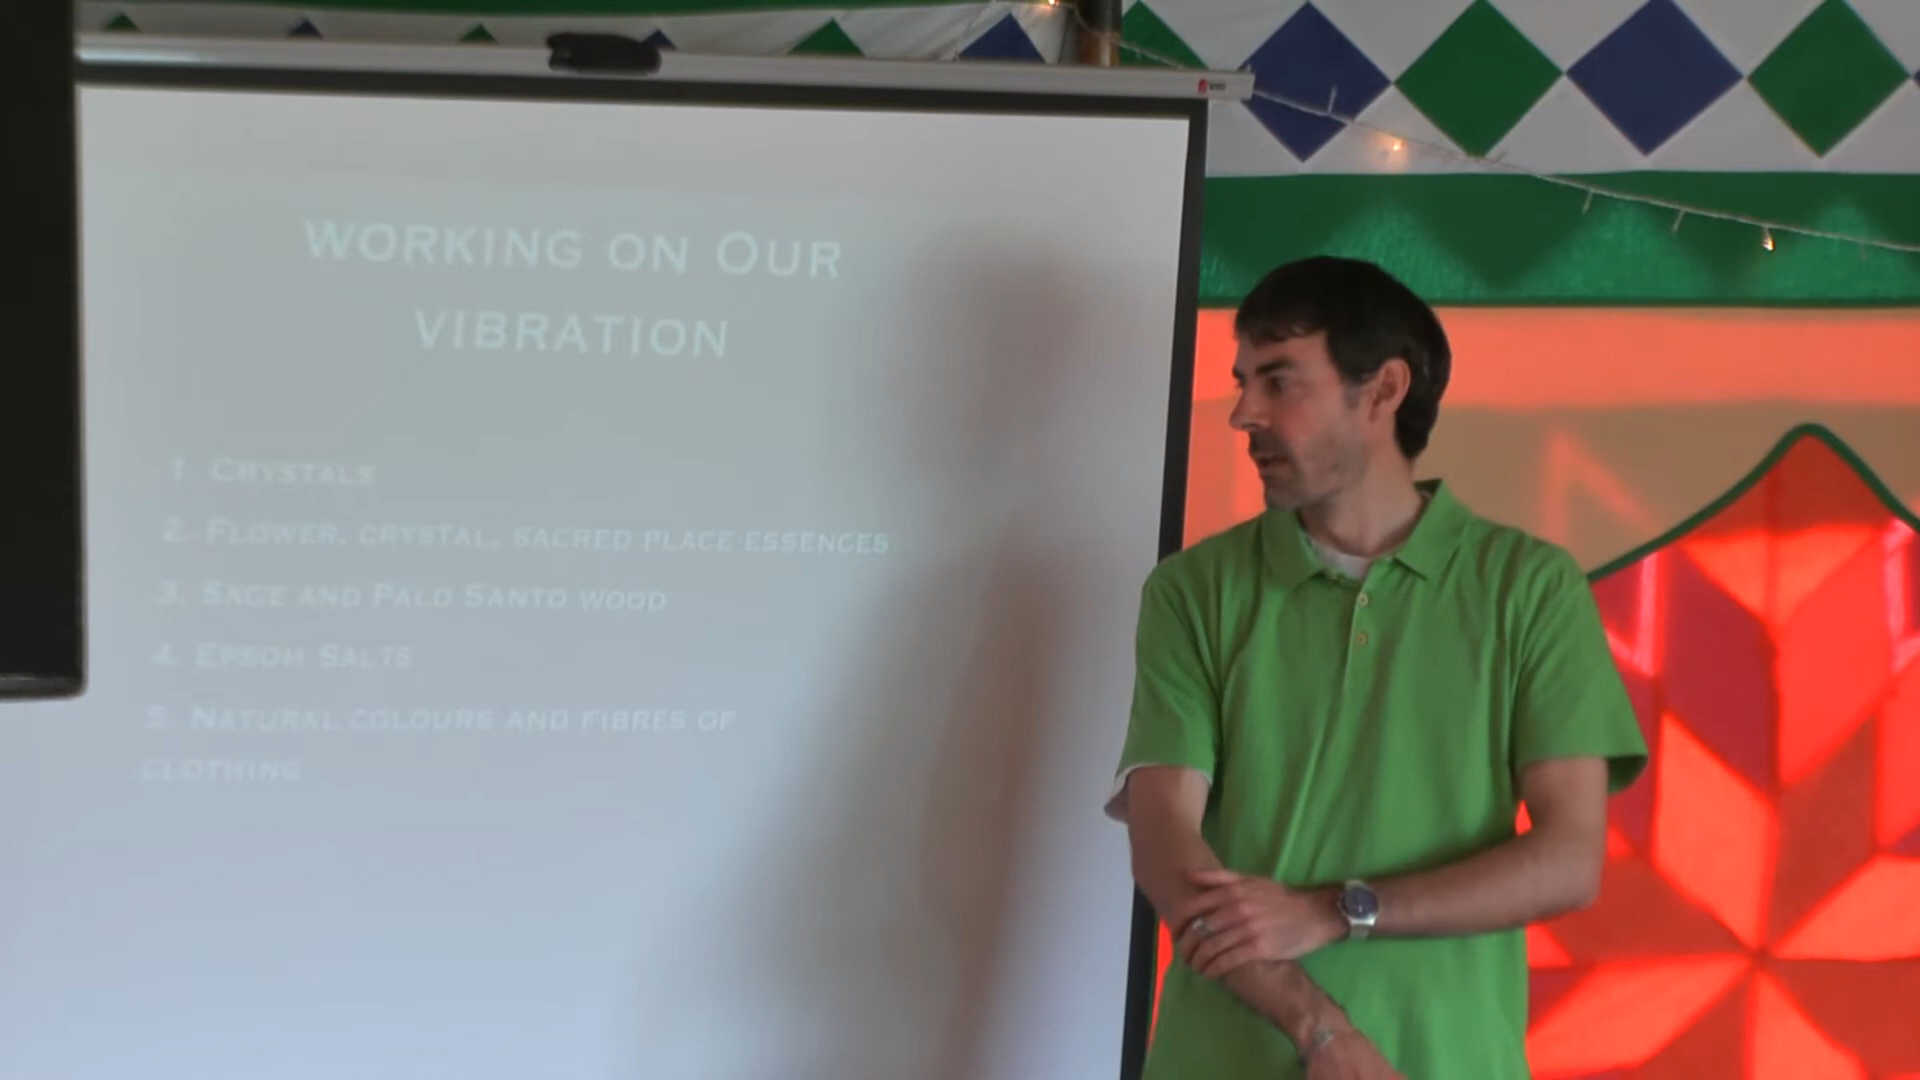 WORKING ON OUR
VIBRATION
1. CRYSTALS
2. FLOWER, CRYSTAL, SACRED PLACE ESSENCES
3. SAGE AND PALO SANTO WOOD
4. EPSOM SALTS
5. NATURAL COLOURS AND FIBRES OF
CLOTHING